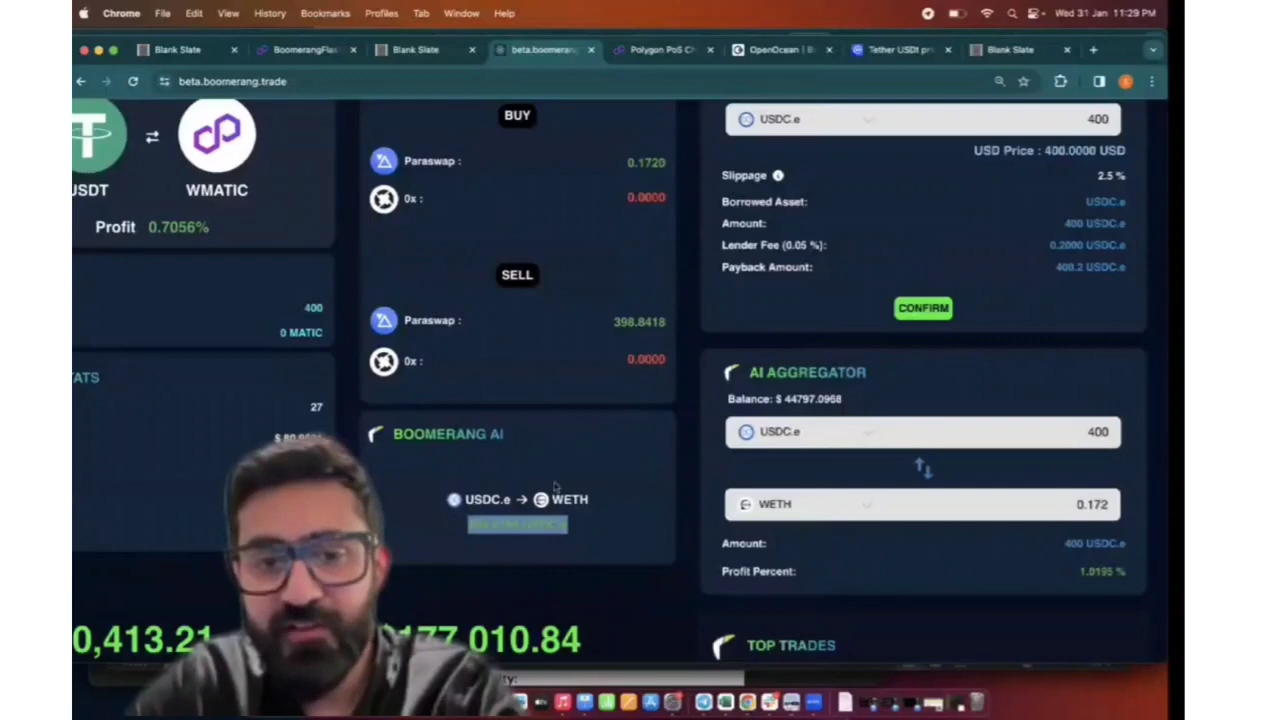 Chrome File Edit View History Bookmarks Profiles Tab Window Help Wed 31 Jan 11:29 PM
Blank Slate BoomerangFlas Blank Slate beta.boomerang. Polygon PoS Ch OpenOcean | Tether USDt pri Blank Slate
beta.boomerang.trade
USDT WMATIC
Profit 0.7056%
400
0 MATIC
ATS
27
BUY
Paraswap : 0.1720
0x : 0.0000
SELL
Paraswap : 398.8418
0x : 0.0000
BOOMERANG AI
USDC.e → WETH
USDC.e 400
USD Price : 400.0000 USD
Slippage 2.5 %
Borrowed Asset: USDC.e
Amount: 400 USDC.e
Lender Fee (0.05 %): 0.2000 USDC.e
Payback Amount: 400.2 USDC.e
CONFIRM
AI AGGREGATOR
Balance: $ 44797.0968
USDC.e 400
WETH 0.172
Amount: 400 USDC.e
Profit Percent: 1.0195 %
0,413.21 177,010.84
TOP TRADES
ty: